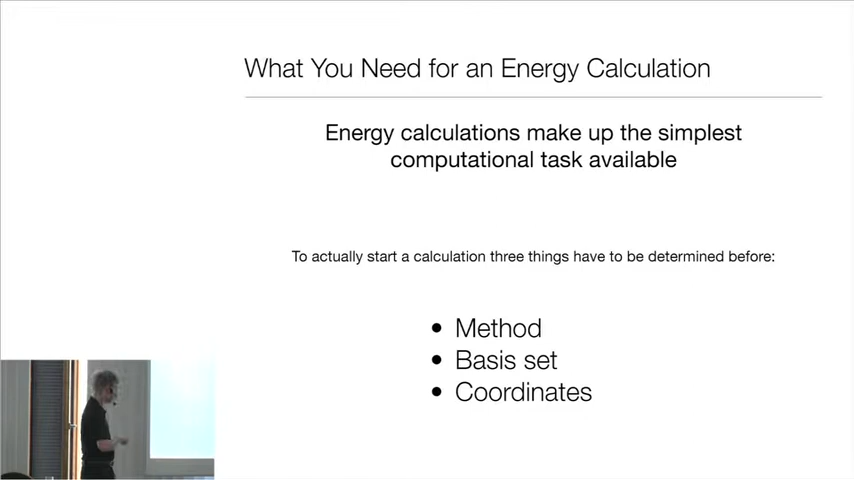 What You Need for an Energy Calculation
Energy calculations make up the simplest
computational task available
To actually start a calculation three things have to be determined before:
• Method
• Basis set
• Coordinates